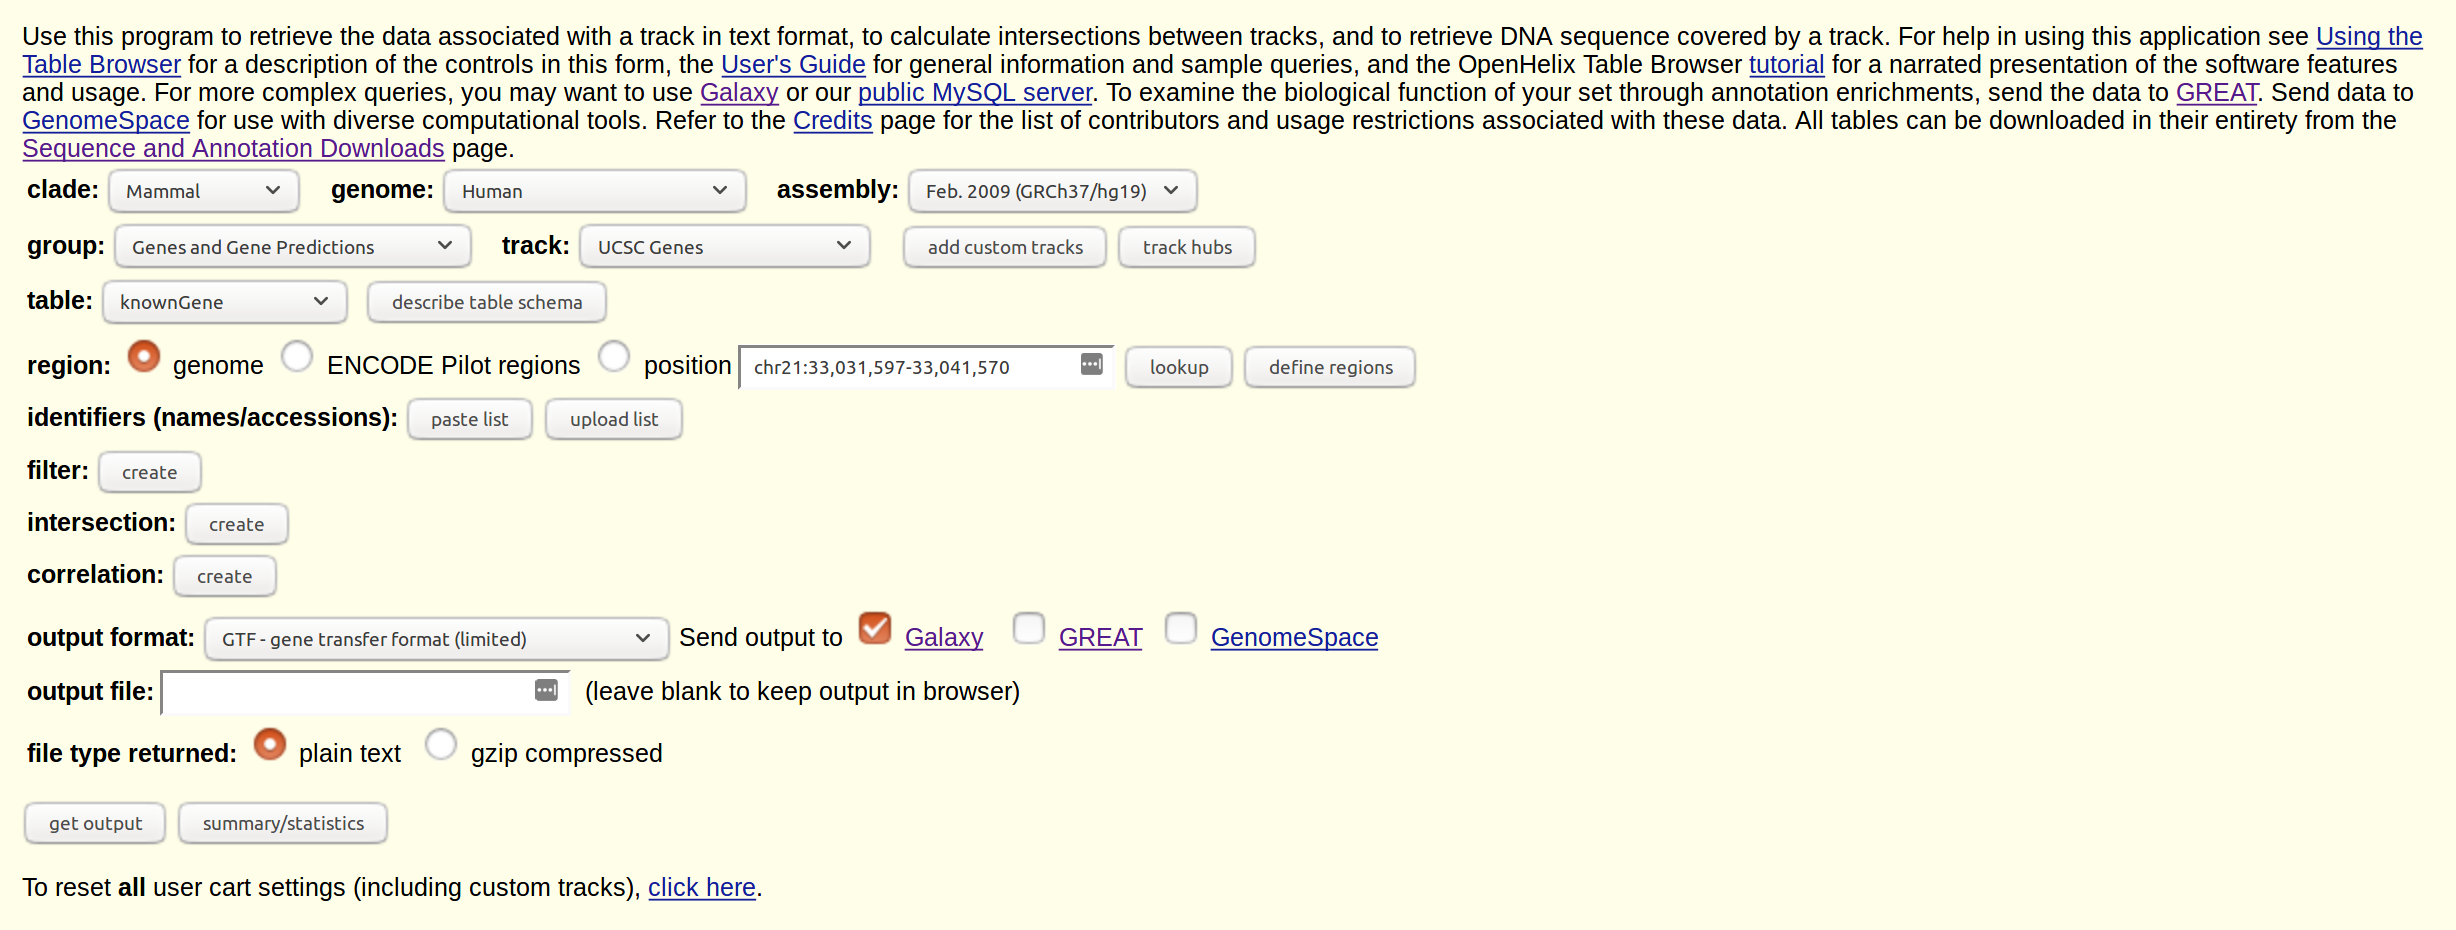 Use this program to retrieve the data associated with a track in text format, to calculate intersections between tracks, and to retrieve DNA sequence covered by a track. For help in using this application see Using the
Table Browser for a description of the controls in this form, the User's Guide for general information and sample queries, and the OpenHelix Table Browser tutorial for a narrated presentation of the software features
and usage. For more complex queries, you may want to use Galaxy or our public MySQL server. To examine the biological function of your set through annotation enrichments, send the data to GREAT. Send data to
GenomeSpace for use with diverse computational tools. Refer to the Credits page for the list of contributors and usage restrictions associated with these data. All tables can be downloaded in their entirety from the
Sequence and Annotation Downloads page.
clade: Mammal genome: Human assembly: Feb. 2009 (GRCh37/hg19)
group: Genes and Gene Predictions track: UCSC Genes add custom tracks track hubs
table: knownGene describe table schema
region: genome ENCODE Pilot regions position chr21:33,031,597-33,041,570 lookup define regions
identifiers (names/accessions): paste list upload list
filter: create
intersection: create
correlation: create
output format: GTF - gene transfer format (limited) Send output to Galaxy GREAT GenomeSpace
output file: (leave blank to keep output in browser)
file type returned: plain text gzip compressed
get output summary/statistics
To reset all user cart settings (including custom tracks), click here.